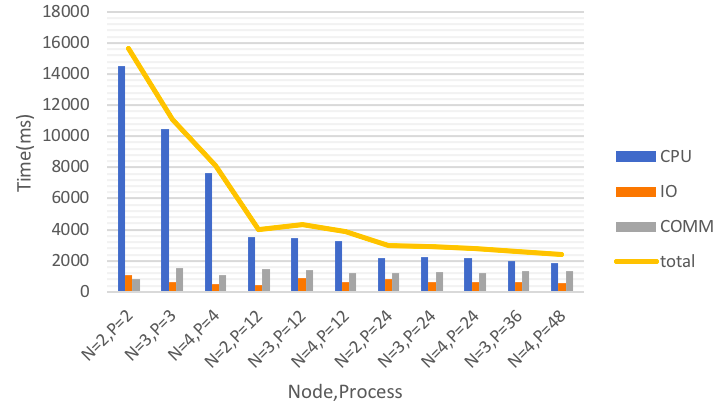 18000
16000
14000
12000
10000
8000
6000
4000
2000
0
Time(ms)
N=2,P=2
N=3,P=3
N=4,P=4
N=2,P=12
N=3,P=12
N=4,P=12
N=2,P=24
N=3,P=24
N=4,P=24
N=3,P=36
N=4,P=48
Node,Process
CPU
IO
COMM
total